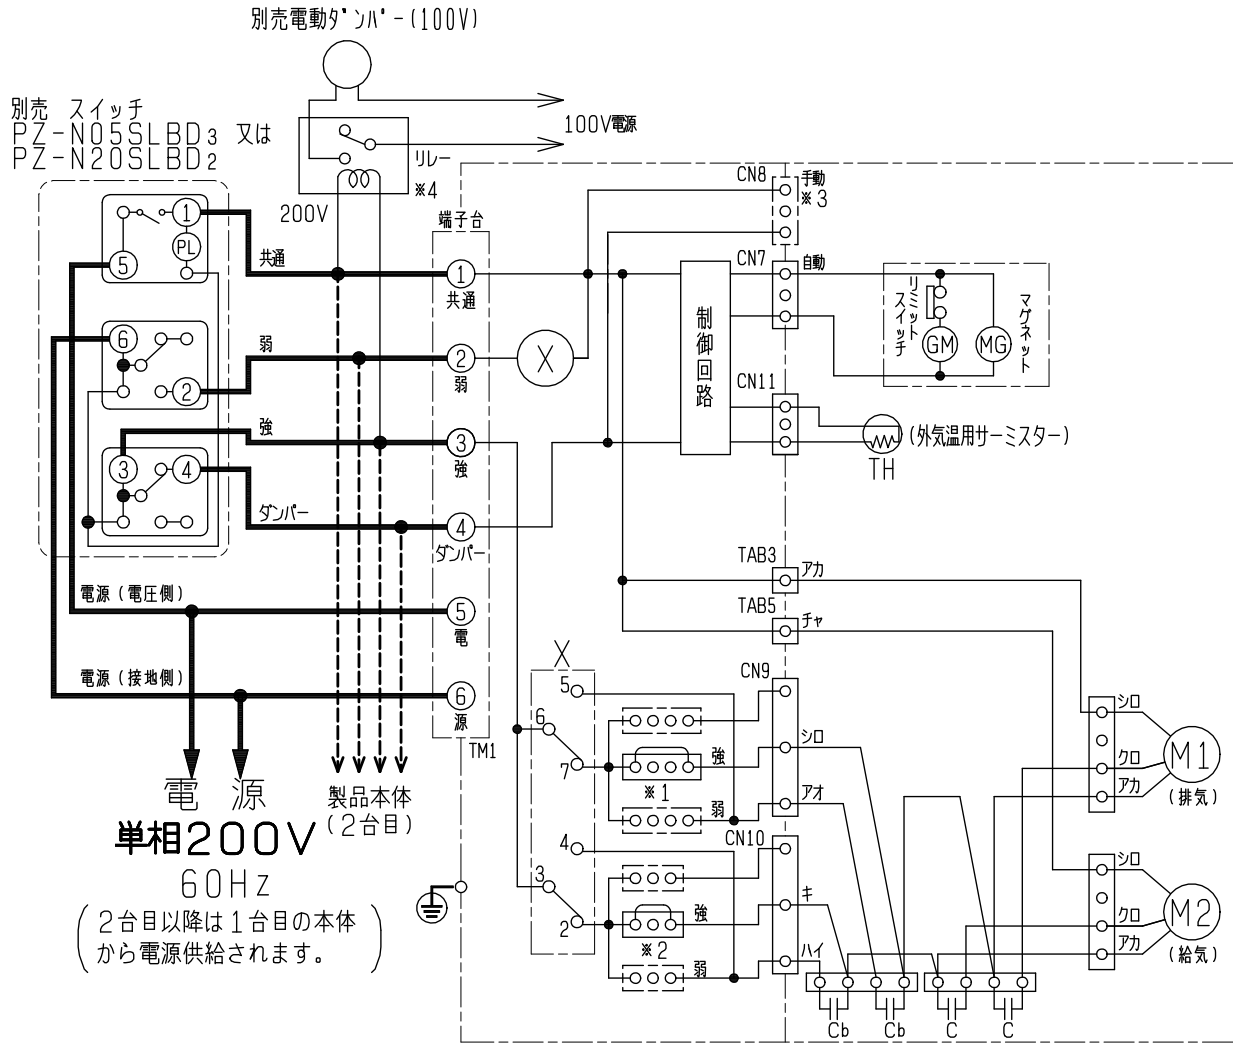 別売電動ダンパー(100V)
別売 スイッチ
PZ-N05SLBD3 又は
PZ-N20SLBD2
100V電源
リレー
※4
200V
端子台
CN8
手動
※3
1
PL
5
共通
1
共通
CN7
自動
制御回路
リミット
スイッチ
GM
MG
マグネット
6
2
弱
2
弱
X
CN11
強
3
強
(外気温用サーミスター)
TH
3
4
ダンパー
4
ダンパー
TAB3
アカ
TAB5
チャ
電源(電圧側)
5
電
電源(接地側)
6
源
TM1
X
5
6
7
CN9
シロ
強
※1
アオ
弱
シロ
クロ
アカ
M1
(排気)
電 源
単相200V
60Hz
製品本体
(2台目)
(2台目以降は1台目の本体
から電源供給されます。)
4
3
2
CN10
キ
強
※2
ハイ
弱
シロ
クロ
アカ
M2
(給気)
Cb
Cb
C
C